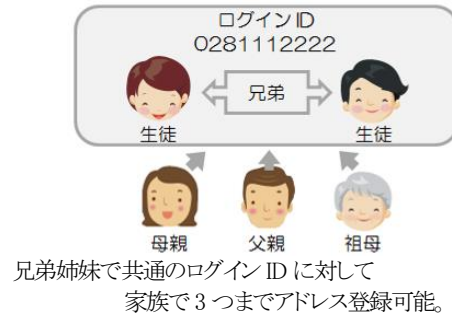 ログインID
0281112222
兄弟
生徒 生徒
母親 父親 祖母
兄弟姉妹で共通のログイン ID に対して
家族で 3 つまでアドレス登録可能。